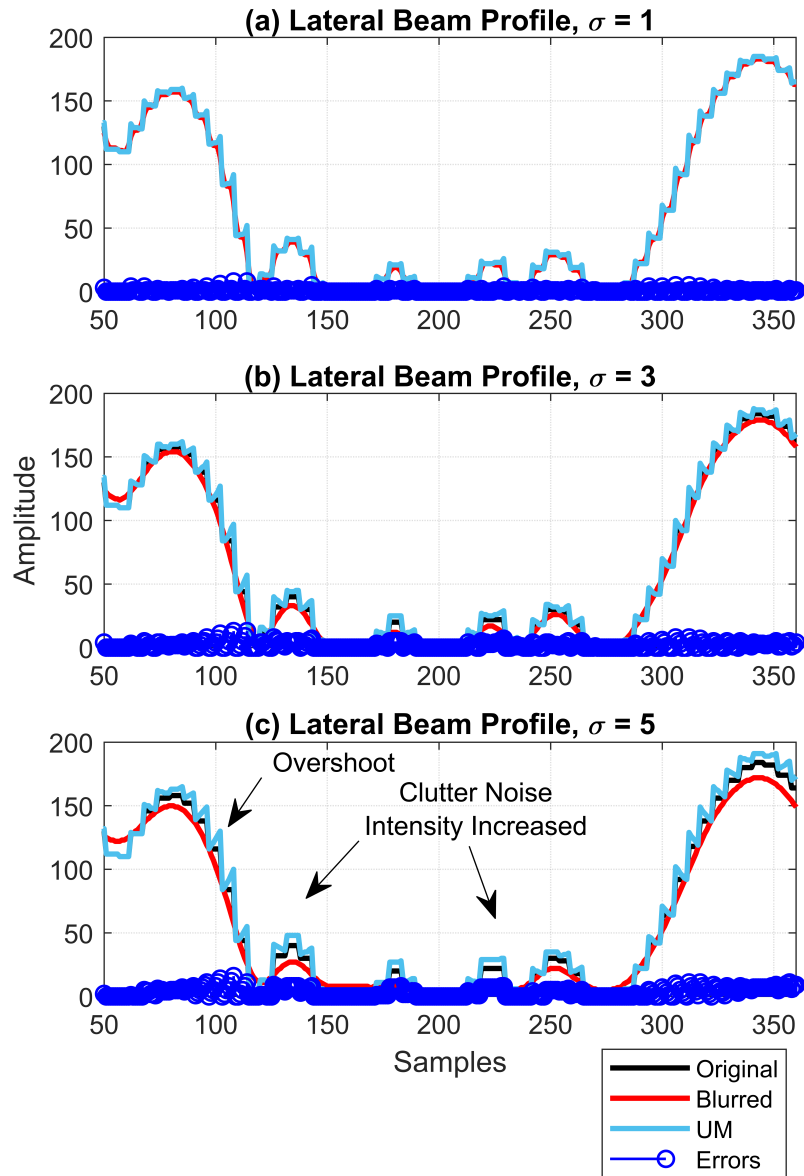 (a) Lateral Beam Profile, σ = 1
200
150
100
50
0
50 100 150 200 250 300 350
(b) Lateral Beam Profile, σ = 3
200
150
100
50
0
50 100 150 200 250 300 350
Amplitude
(c) Lateral Beam Profile, σ = 5
200
150
100
50
0
Overshoot
Clutter Noise
Intensity Increased
50 100 150 200 250 300 350
Samples
Original
Blurred
UM
Errors